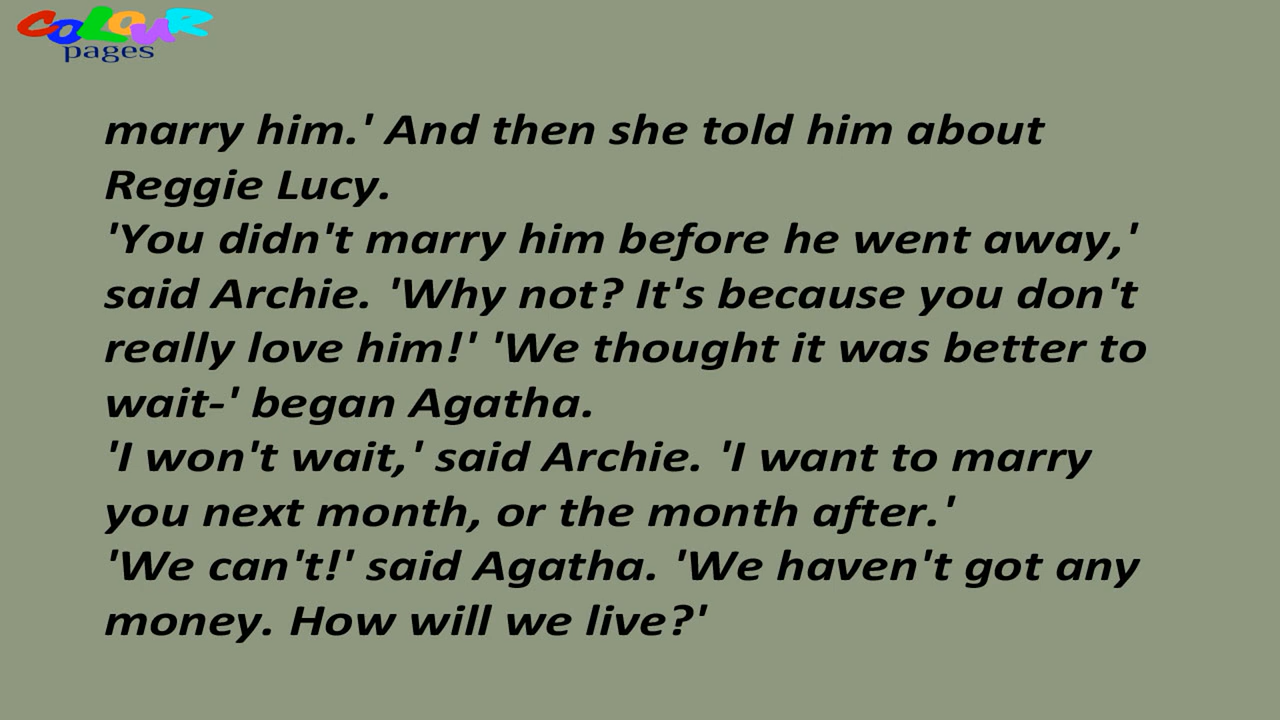 COLOUR
pages
marry him.' And then she told him about
Reggie Lucy.
'You didn't marry him before he went away,'
said Archie. 'Why not? It's because you don't
really love him!' 'We thought it was better to
wait-' began Agatha.
'I won't wait,' said Archie. 'I want to marry
you next month, or the month after.'
'We can't!' said Agatha. 'We haven't got any
money. How will we live?'